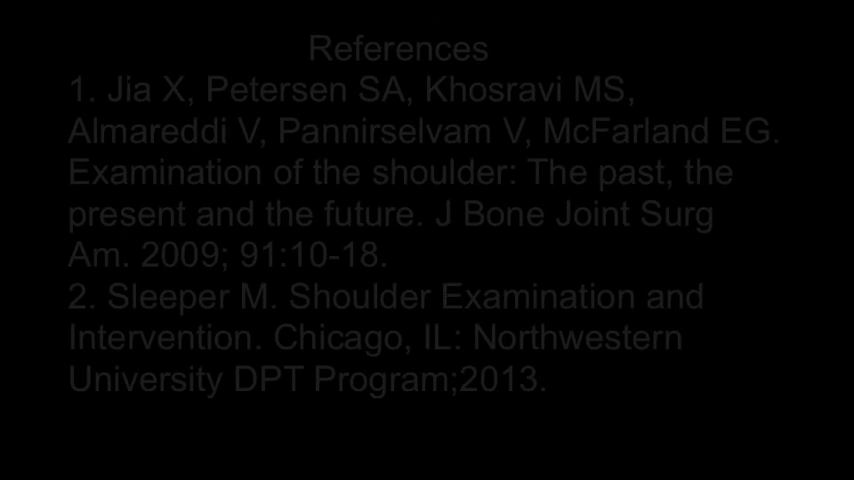 References
1. Jia X, Petersen SA, Khosravi MS,
Almareddi V, Pannirselvam V, McFarland EG.
Examination of the shoulder: The past, the
present and the future. J Bone Joint Surg
Am. 2009; 91:10-18.
2. Sleeper M. Shoulder Examination and
Intervention. Chicago, IL: Northwestern
University DPT Program;2013.